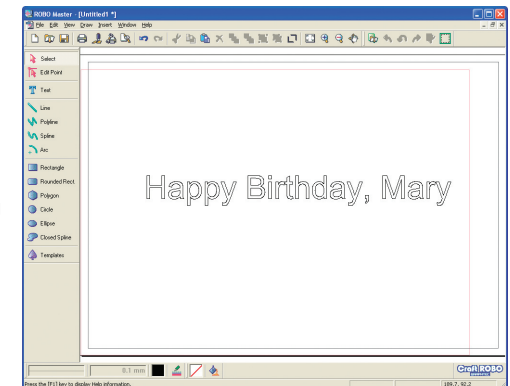 ROBO Master - [Untitled1 *]
File Edit View Draw Insert Window Help
Select
Edit Point
Text
Line
Polyline
Spline
Arc
Rectangle
Rounded Rect
Polygon
Circle
Ellipse
Closed Spline
Templates
Happy Birthday, Mary
0.1 mm
Craft ROBO
Press the [F1] key to display Help information.
189.7, 92.2